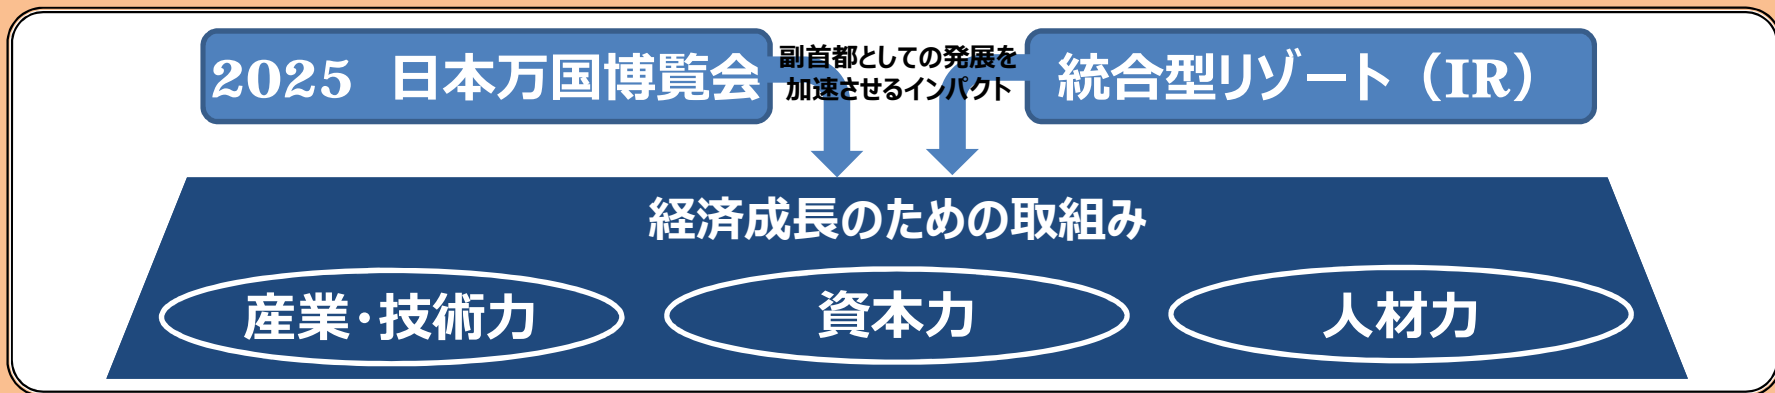 2025 日本万国博覧会
副首都としての発展を
加速させるインパクト
統合型リゾート（IR）
経済成長のための取組み
産業・技術力
資本力
人材力